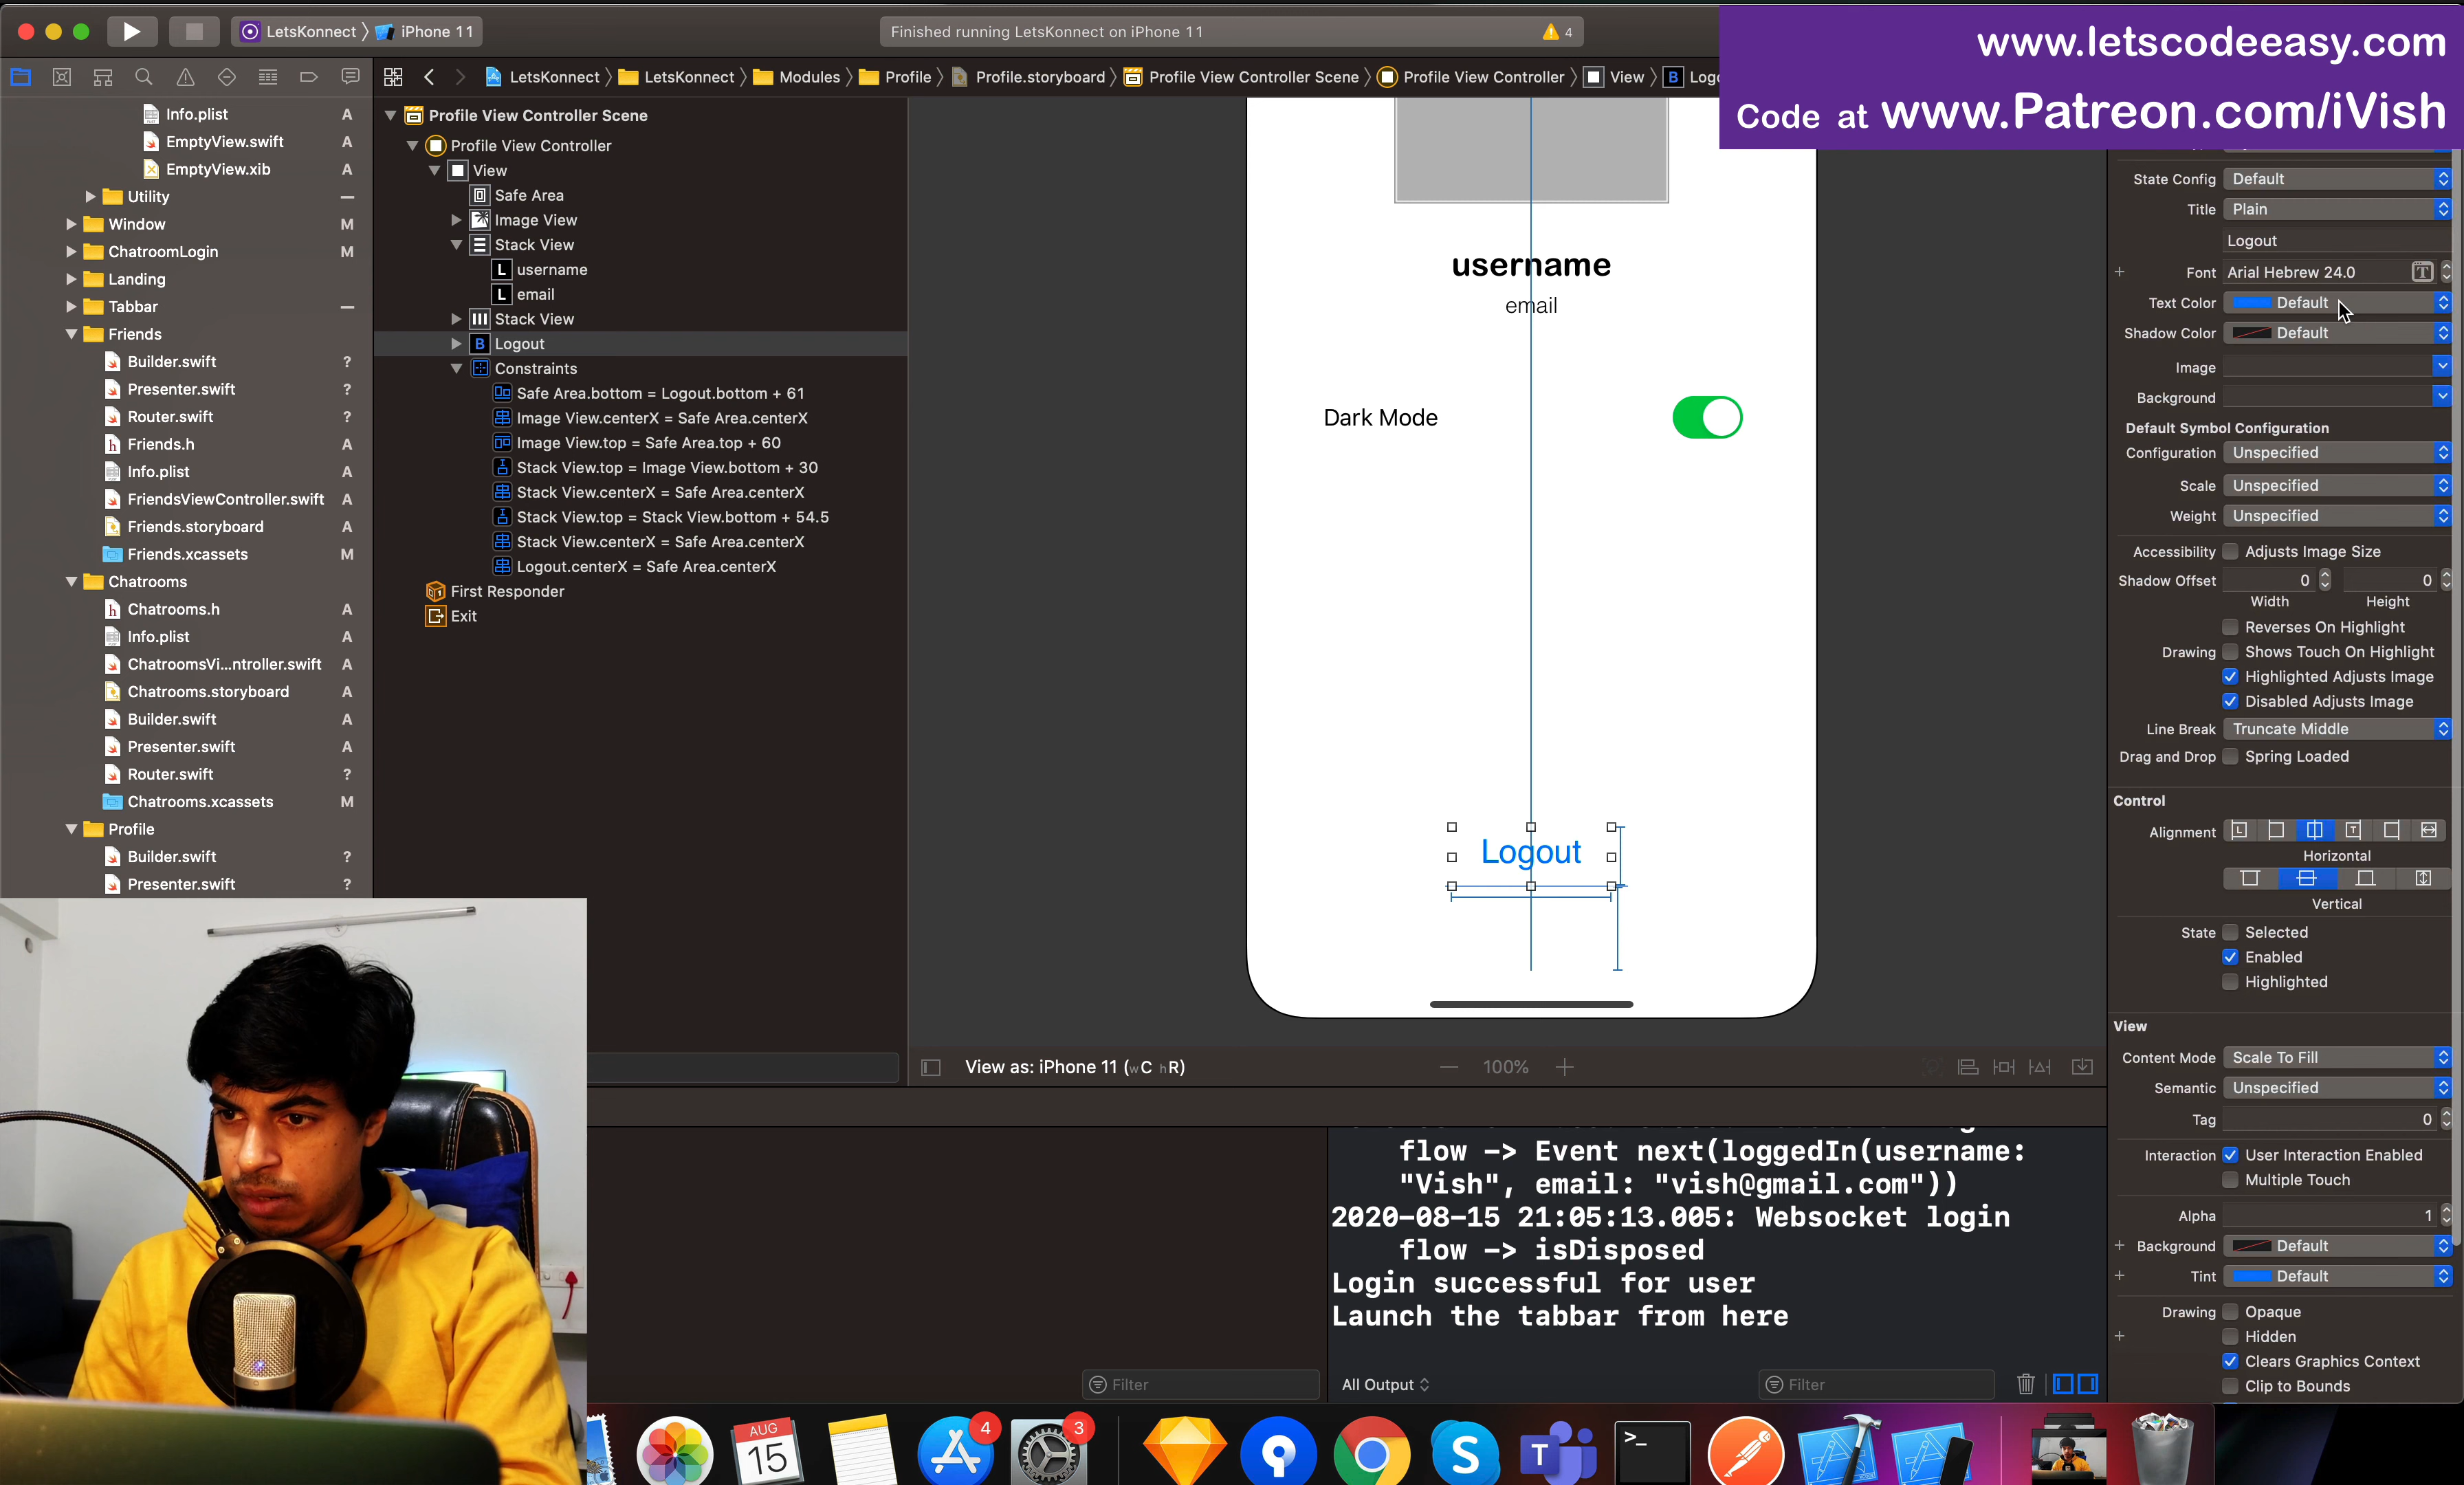 LetsKonnect
iPhone 11
Finished running LetsKonnect on iPhone 11
4
www.letscodeeasy.com
Code at www.Patreon.com/iVish
LetsKonnect
LetsKonnect
Modules
Profile
Profile.storyboard
Profile View Controller Scene
Profile View Controller
View
B
Info.plist A
EmptyView.swift A
EmptyView.xib A
Utility
Window M
ChatroomLogin M
Landing
Tabbar
Friends
Builder.swift ?
Presenter.swift ?
Router.swift ?
Friends.h A
Info.plist A
FriendsViewController.swift A
Friends.storyboard A
Friends.xcassets M
Chatrooms
Chatrooms.h A
Info.plist A
ChatroomsVi...ntroller.swift A
Chatrooms.storyboard A
Builder.swift A
Presenter.swift A
Router.swift ?
Chatrooms.xcassets M
Profile
Builder.swift ?
Presenter.swift ?
Profile View Controller Scene
Profile View Controller
View
Safe Area
Image View
Stack View
L username
L email
Stack View
B Logout
Constraints
Safe Area.bottom = Logout.bottom + 61
Image View.centerX = Safe Area.centerX
Image View.top = Safe Area.top + 60
Stack View.top = Image View.bottom + 30
Stack View.centerX = Safe Area.centerX
Stack View.top = Stack View.bottom + 54.5
Stack View.centerX = Safe Area.centerX
Logout.centerX = Safe Area.centerX
First Responder
Exit
username
email
Dark Mode
Logout
View as: iPhone 11 (wC hR)
100%
State Config Default
Title Plain
Logout
Font Arial Hebrew 24.0
Text Color Default
Shadow Color Default
Image
Background
Default Symbol Configuration
Configuration Unspecified
Scale Unspecified
Weight Unspecified
Accessibility Adjusts Image Size
Shadow Offset 0 0
Width Height
Reverses On Highlight
Drawing Shows Touch On Highlight
Highlighted Adjusts Image
Disabled Adjusts Image
Line Break Truncate Middle
Drag and Drop Spring Loaded
Control
Alignment
Horizontal
Vertical
State Selected
Enabled
Highlighted
View
Content Mode Scale To Fill
Semantic Unspecified
Tag 0
Interaction User Interaction Enabled
Multiple Touch
Alpha 1
Background Default
Tint Default
Drawing Opaque
Hidden
Clears Graphics Context
Clip to Bounds
flow -> Event next(loggedIn(username:
"Vish", email: "vish@gmail.com"))
2020-08-15 21:05:13.005: Websocket login
flow -> isDisposed
Login successful for user
Launch the tabbar from here
Filter
All Output
Filter
AUG
15
4
3
S
T
>_